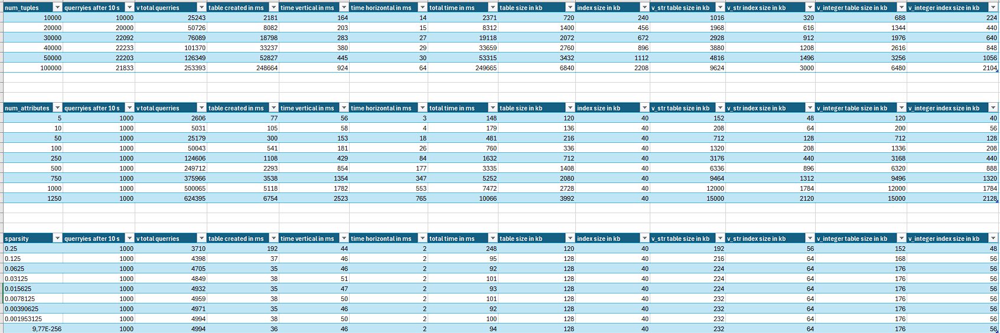 num_tuples querryies after 10 s v total querries table created in ms time vertical in ms time horizontal in ms total time in ms table size in kb index size in kb v_str table size in kb v_str index size in kb v_integer table size in kb v_integer index size in kb
10000 10000 25243 2181 164 14 2371 720 240 1016 320 688 224
20000 20000 50726 8082 203 15 8312 1400 456 1968 616 1344 440
30000 22092 76089 18798 283 27 19118 2072 672 2928 912 1976 640
40000 22233 101370 33237 380 29 33659 2760 896 3880 1208 2616 848
50000 22203 126349 52827 445 30 53315 3432 1112 4816 1496 3256 1056
100000 21833 253393 248664 924 64 249665 6840 2208 9624 3000 6480 2104
num_attributes querryies after 10 s v total querries table created in ms time vertical in ms time horizontal in ms total time in ms table size in kb index size in kb v_str table size in kb v_str index size in kb v_integer table size in kb v_integer index size in kb
5 1000 2606 77 56 3 148 120 40 152 48 120 40
10 1000 5031 105 58 4 179 136 40 208 64 200 56
50 1000 25179 300 153 18 481 216 40 712 128 712 128
100 1000 50043 541 181 26 760 336 40 1320 208 1336 208
250 1000 124606 1108 429 84 1632 712 40 3176 440 3168 440
500 1000 249712 2293 854 177 3335 1408 40 6336 896 6320 888
750 1000 375966 3538 1354 347 5252 2080 40 9464 1312 9496 1320
1000 1000 500065 5118 1782 553 7472 2728 40 12000 1784 12000 1784
1250 1000 624395 6754 2523 765 10066 3992 40 15000 2120 15000 2128
sparsity querryies after 10 s v total querries table created in ms time vertical in ms time horizontal in ms total time in ms table size in kb index size in kb v_str table size in kb v_str index size in kb v_integer table size in kb v_integer index size in kb
0.25 1000 3710 192 44 2 248 120 40 192 56 152 48
0.125 1000 4398 37 46 2 95 128 40 216 64 168 56
0.0625 1000 4705 35 46 2 92 128 40 224 64 176 56
0.03125 1000 4849 38 51 2 101 128 40 224 64 176 56
0.015625 1000 4932 35 47 2 93 128 40 224 64 176 56
0.0078125 1000 4959 38 50 2 101 128 40 232 64 176 56
0.00390625 1000 4971 35 46 2 92 128 40 232 64 176 56
0.001953125 1000 4994 38 50 2 100 128 40 232 64 176 56
9,77E-256 1000 4994 36 46 2 94 128 40 232 64 176 56